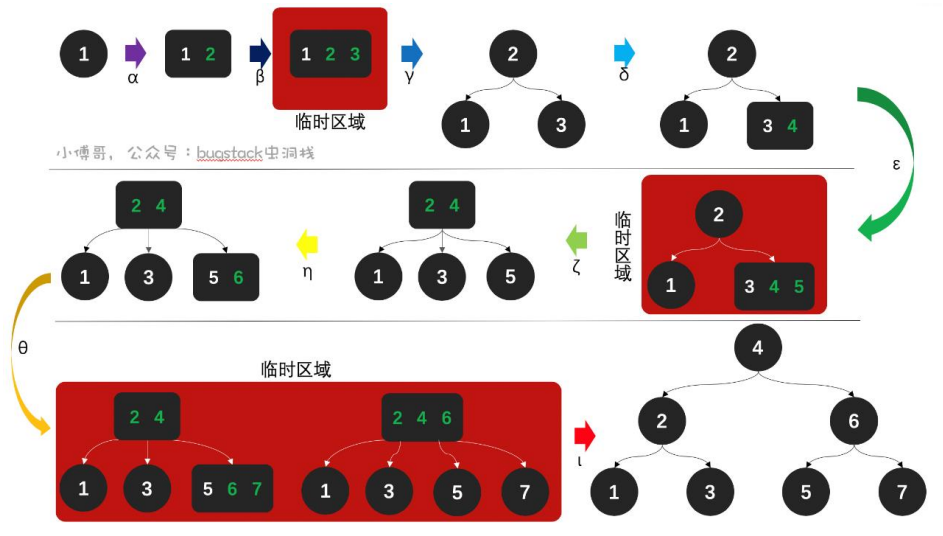 1
α
1 2
β
1 2 3
临时区域
γ
2
1 3
δ
2
1 3 4
ε
小傅哥，公众号：bugstack虫洞栈
2 4
1 3 5 6
η
2 4
1 3 5
ζ
临时区域
2
1 3 4 5
θ
临时区域
2 4
1 3 5 6 7
2 4 6
1 3 5 7
ι
4
2 6
1 3 5 7